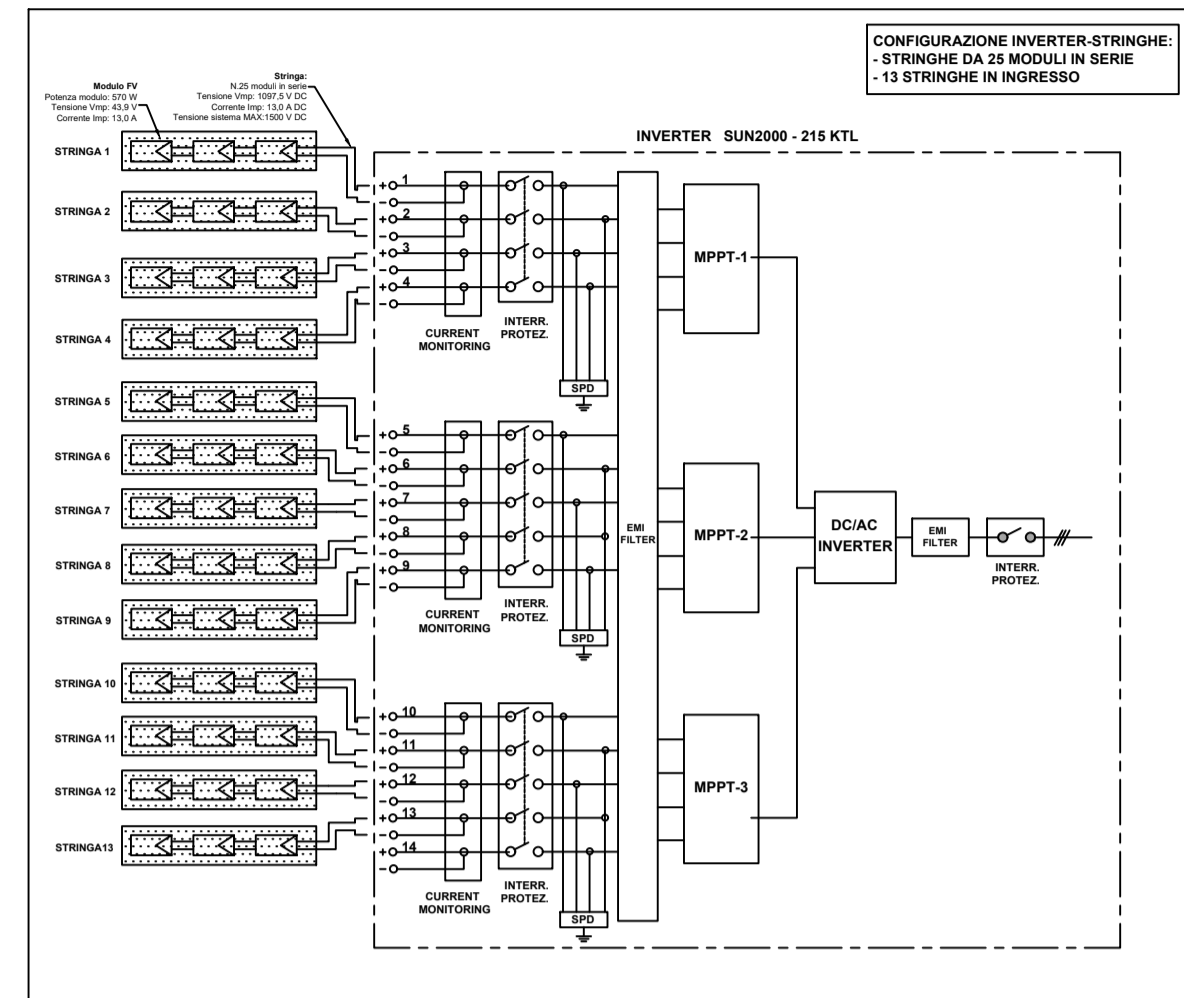 CONFIGURAZIONE INVERTER-STRINGHE:
- STRINGHE DA 25 MODULI IN SERIE
- 13 STRINGHE IN INGRESSO
Modulo FV
Potenza modulo: 570 W
Tensione Vmp: 43,9 V
Corrente Imp: 13,0 A
Stringa:
N.25 moduli in serie
Tensione Vmp: 1097,5 V DC
Corrente Imp: 13,0 A DC
Tensione sistema MAX:1500 V DC
INVERTER SUN2000 - 215 KTL
STRINGA 1
STRINGA 2
STRINGA 3
STRINGA 4
+ 1
-
+ 2
-
+ 3
-
+ 4
-
CURRENT
MONITORING
INTERR.
PROTEZ.
SPD
MPPT-1
STRINGA 5
STRINGA 6
STRINGA 7
STRINGA 8
STRINGA 9
+ 5
-
+ 6
-
+ 7
-
+ 8
-
+ 9
-
CURRENT
MONITORING
INTERR.
PROTEZ.
SPD
EMI
FILTER
MPPT-2
DC/AC
INVERTER
EMI
FILTER
INTERR.
PROTEZ.
STRINGA 10
STRINGA 11
STRINGA 12
STRINGA13
+ 10
-
+ 11
-
+ 12
-
+ 13
-
+ 14
-
CURRENT
MONITORING
INTERR.
PROTEZ.
SPD
MPPT-3